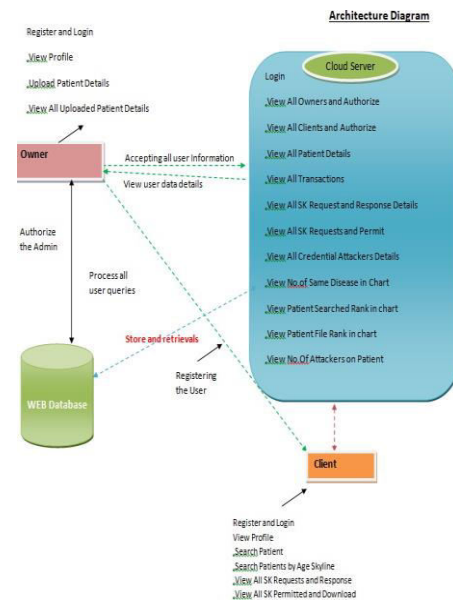 Architecture Diagram
Register and Login
View Profile
Upload Patient Details
View All Uploaded Patient Details
Cloud Server
Login
View All Owners and Authorize
View All Clients and Authorize
View All Patient Details
View All Transactions
View All SK Request and Response Details
View All SK Requests and Permit
View All Credential Attackers Details
View No.of Same Disease in Chart
View Patient Searched Rank in chart
View Patient File Rank in chart
View No.Of Attackers on Patient
Owner
Accepting all user Information
View user data details
Authorize
the Admin
Process all
user queries
Store and retrievals
Registering
the User
WEB Database
Client
Register and Login
View Profile
Search Patient
Search Patients by Age Skyline
View All SK Requests and Response
View All SK Permitted and Download